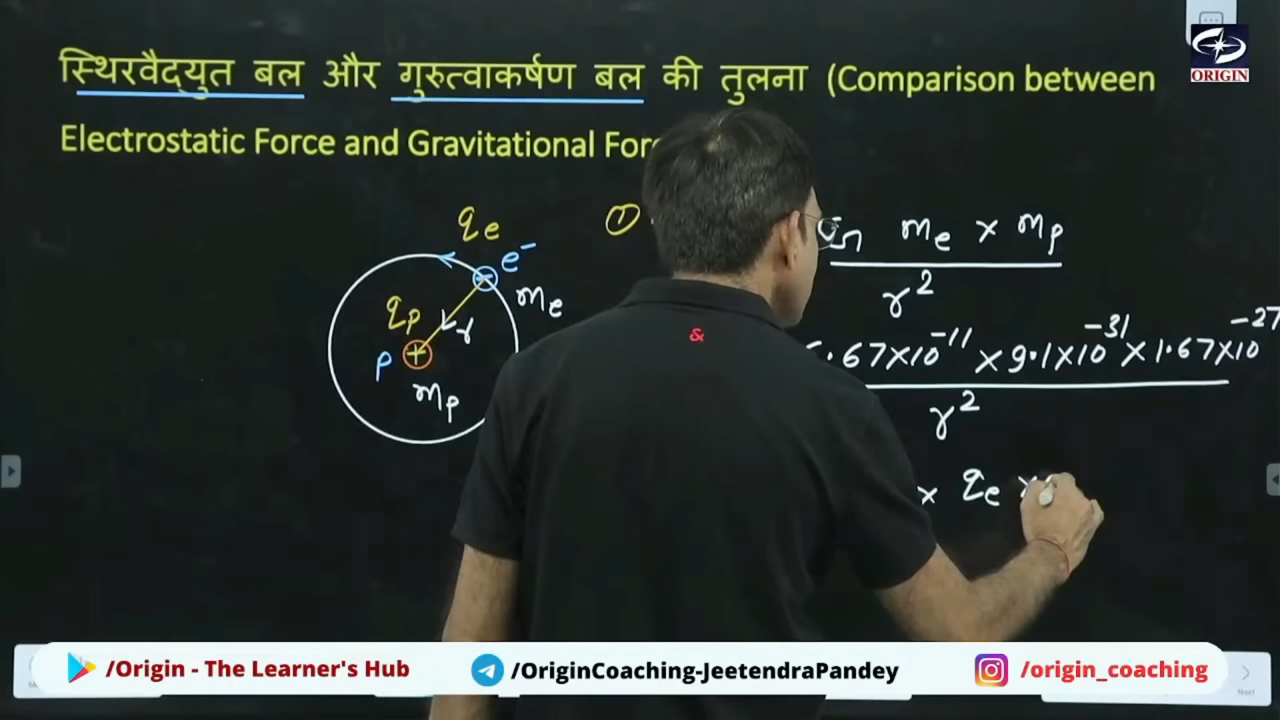 स्थिरवैद्युत बल और गुरुत्वाकर्षण बल की तुलना (Comparison between
Electrostatic Force and Gravitational
ORIGIN
qe
①
e⁻
me
qp
r
P
+
mp
G me × mp
r²
.67×10⁻¹¹ × 9.1×10⁻³¹ × 1.67×10⁻²⁷
r²
× qe ×
&
/Origin - The Learner's Hub
/OriginCoaching-JeetendraPandey
/origin_coaching
Next